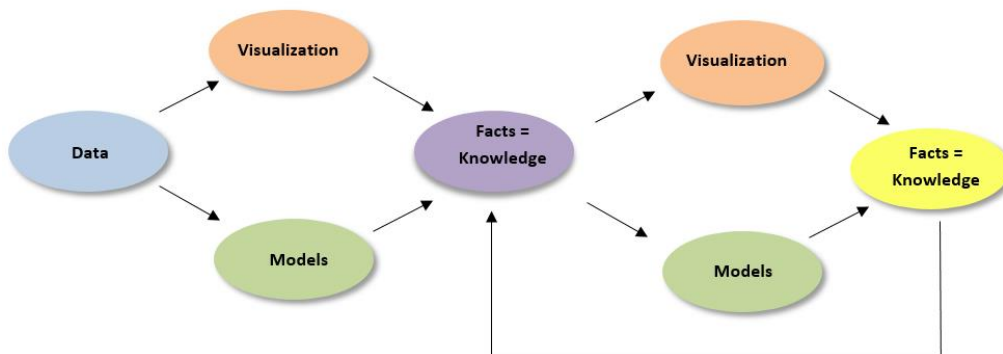 Visualization
Visualization
Data
Facts =
Knowledge
Facts =
Knowledge
Models
Models